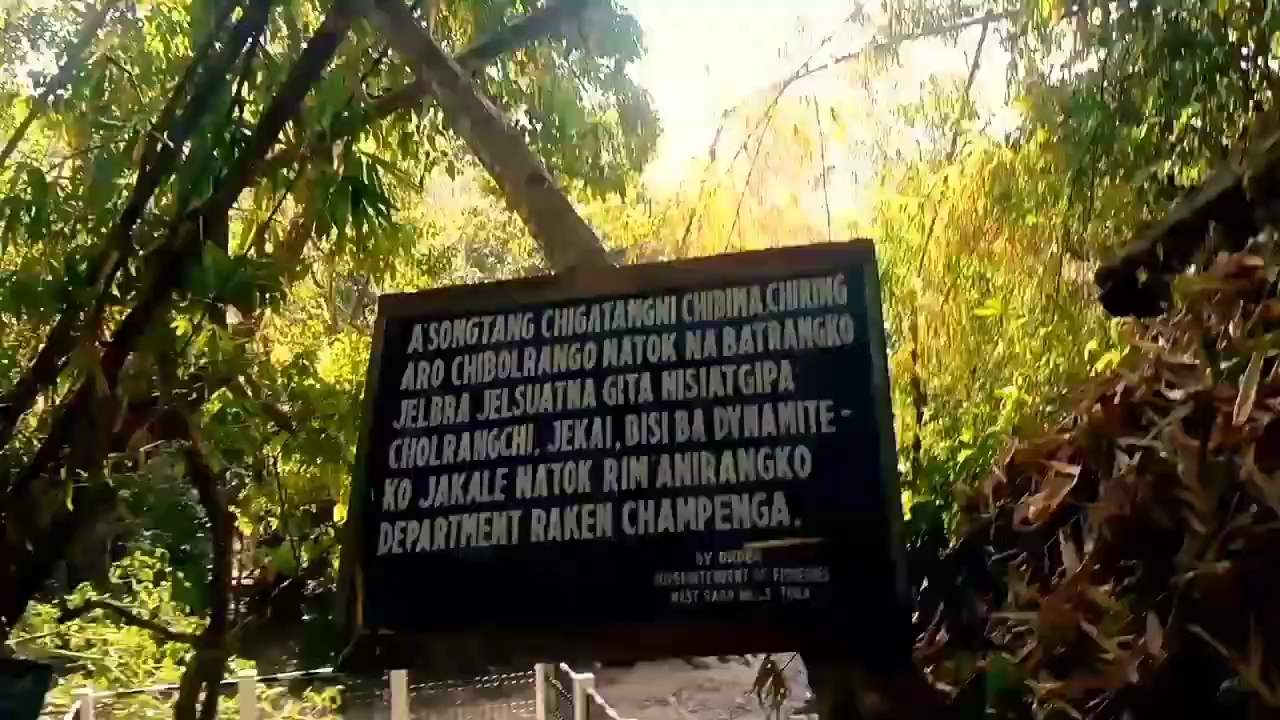 A'SONGTANG CHIGATANGNI CHIBIMA, CHIRING
ARO CHIBOLRANGO NATOK NA BATRANGKO
JELBRA JELSUATNA GITA NISIATGIPA
CHOLRANGCHI. JEKAI, BISI BA DYNAMITE-
KO JAKALE NATOK RIM'ANIRANGKO
DEPARTMENT RAKEN CHAMPENGA.
BY ORDER
SUPERINTENDENT OF FISHERIES
WEST GARO HILLS TURA